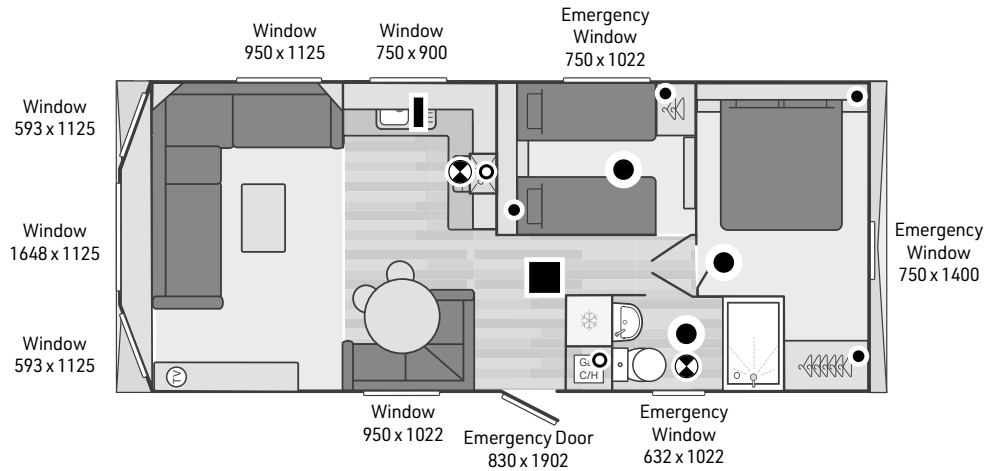 Window
950 x 1125
Window
750 x 900
Emergency
Window
750 x 1022
Window
593 x 1125
Window
1648 x 1125
Emergency
Window
750 x 1400
Window
593 x 1125
TV
C/H
Window
950 x 1022
Emergency Door
830 x 1902
Emergency
Window
632 x 1022